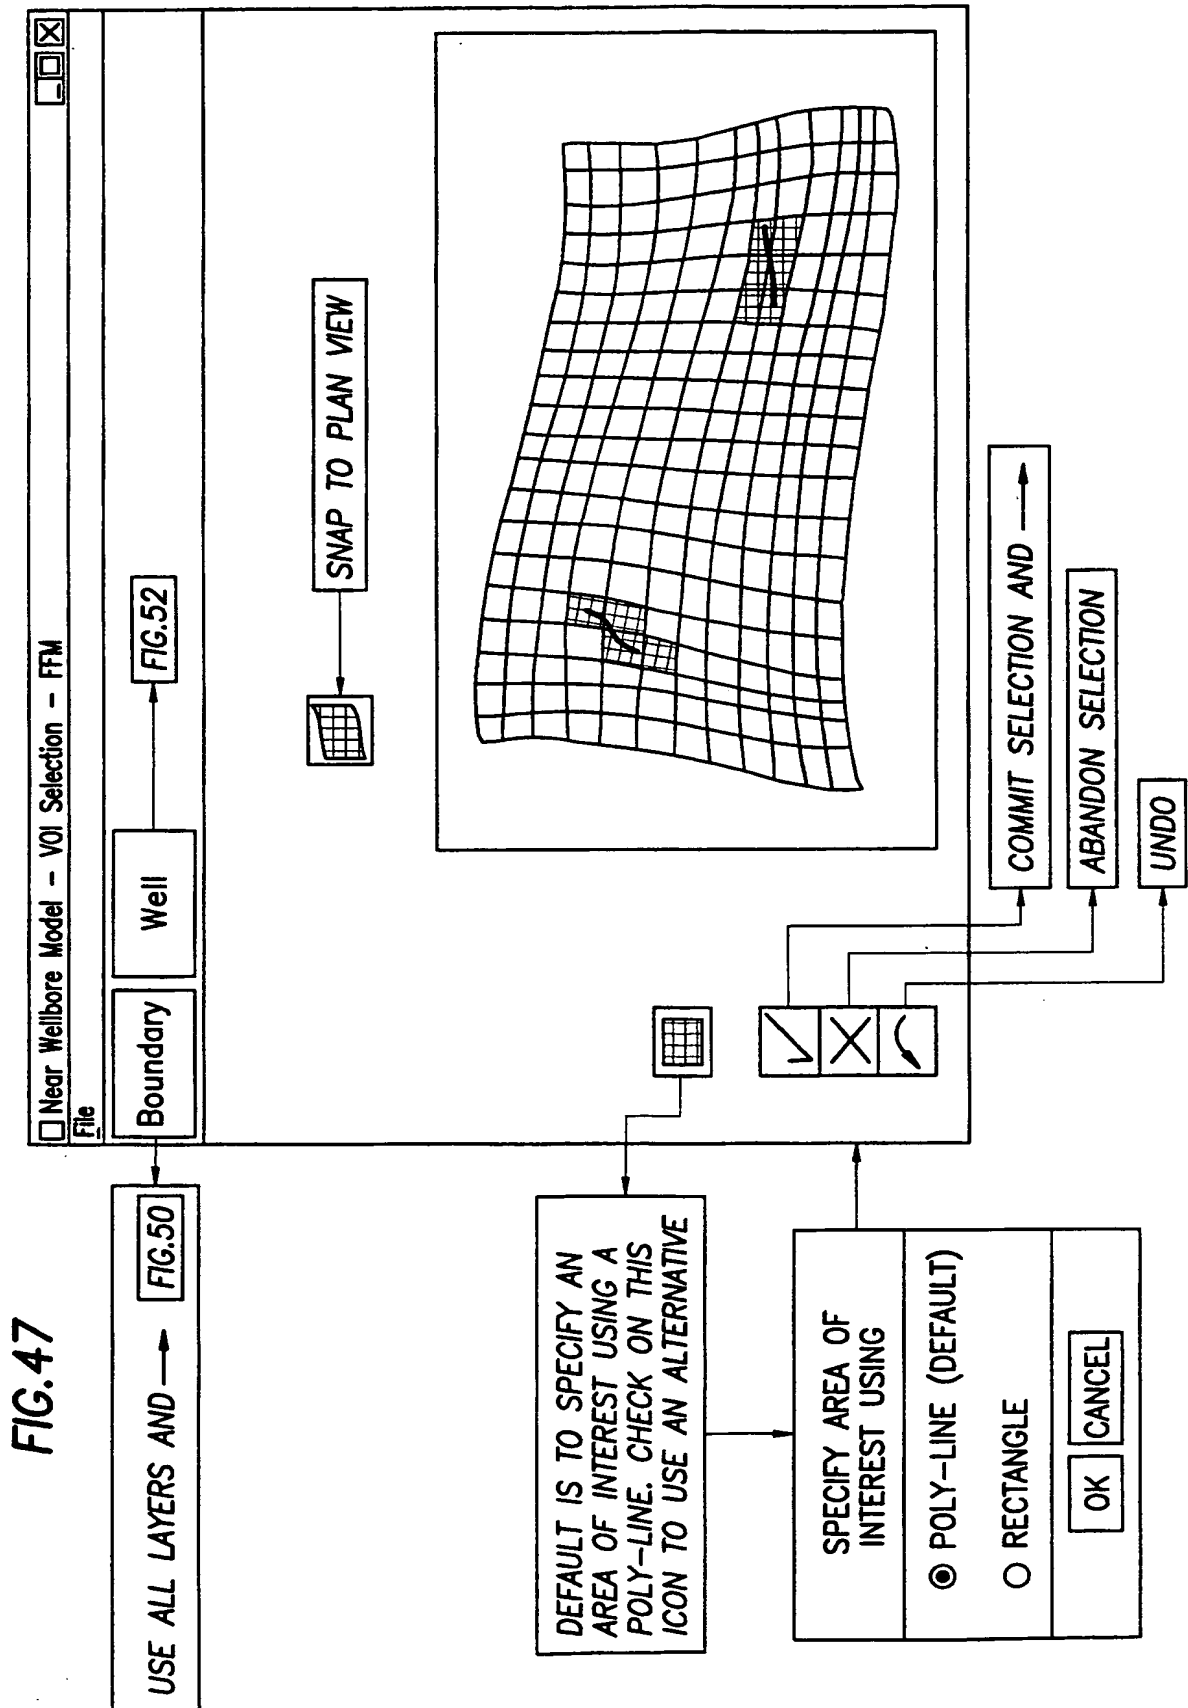 FIG.47
USE ALL LAYERS AND
FIG.50
Near Wellbore Model - VOI Selection - FFM
File
Boundary
Well
FIG.52
SNAP TO PLAN VIEW
DEFAULT IS TO SPECIFY AN
AREA OF INTEREST USING A
POLY-LINE. CHECK ON THIS
ICON TO USE AN ALTERNATIVE
SPECIFY AREA OF
INTEREST USING
POLY-LINE (DEFAULT)
RECTANGLE
OK
CANCEL
COMMIT SELECTION AND
ABANDON SELECTION
UNDO